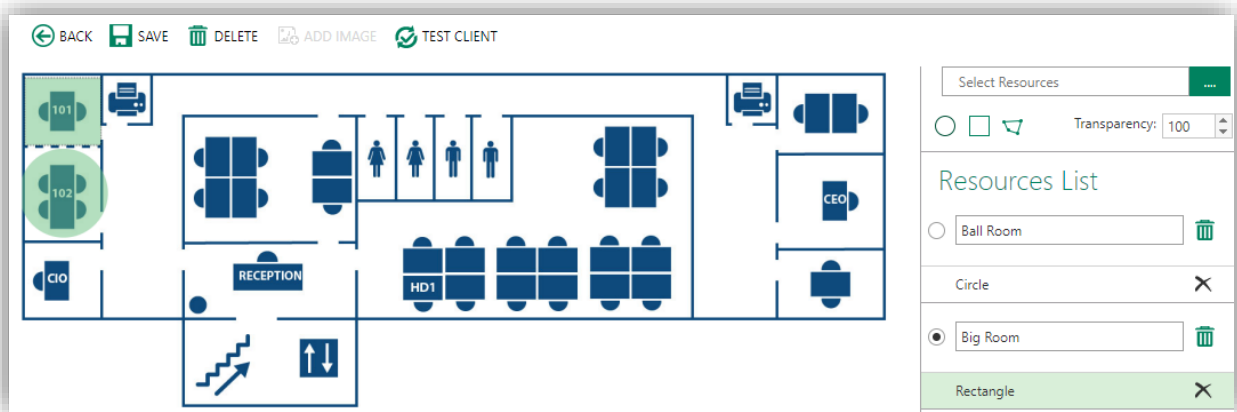 BACK SAVE DELETE ADD IMAGE TEST CLIENT
Select Resources ....
Transparency: 100
Resources List
Ball Room
Circle
Big Room
Rectangle
101
102
CIO
RECEPTION
HD1
CEO